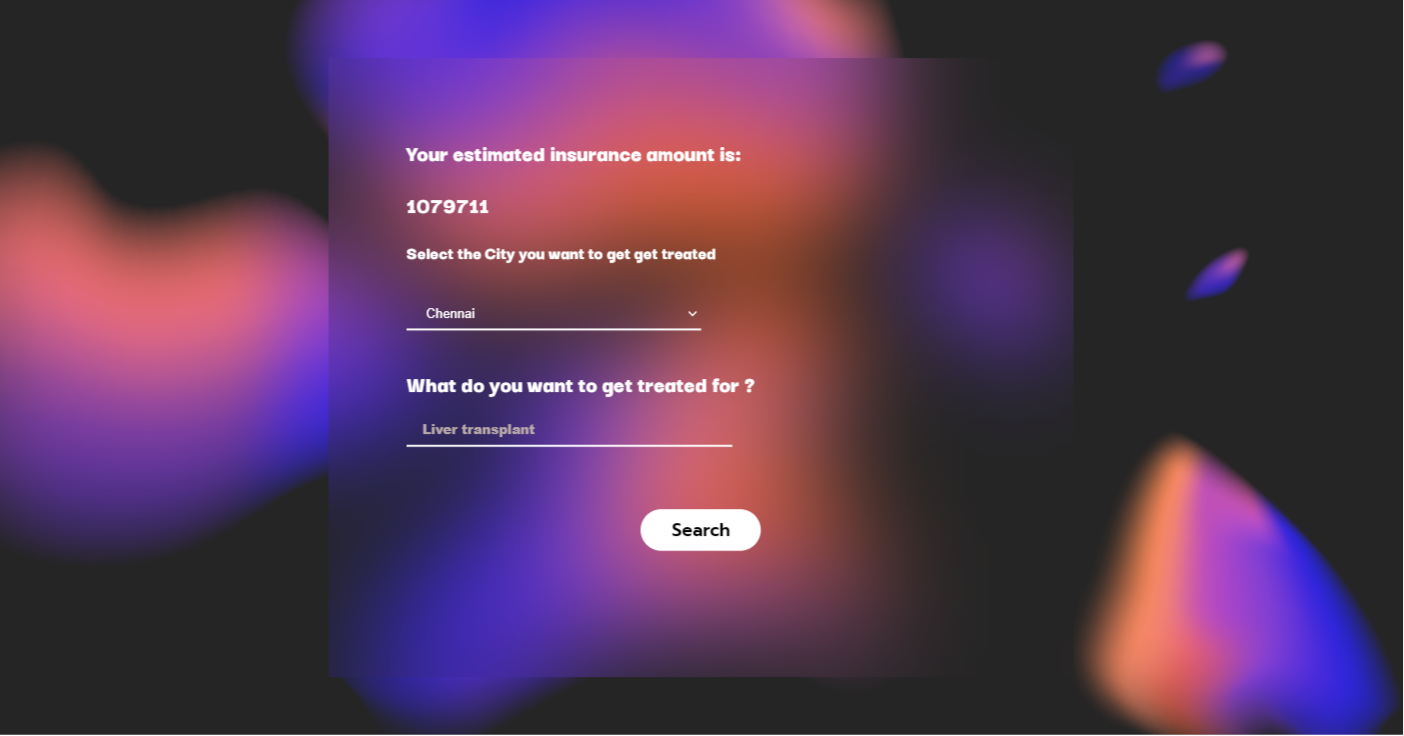 Your estimated insurance amount is:
1079711
Select the City you want to get get treated
Chennai
What do you want to get treated for ?
Liver transplant
Search